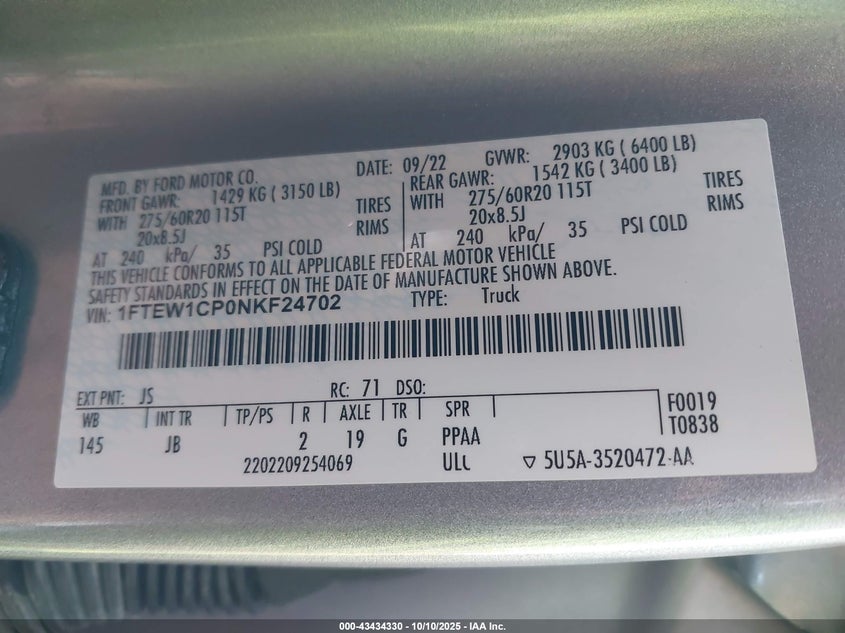 MFD. BY FORD MOTOR CO. DATE: 09/22 GVWR: 2903 KG ( 6400 LB)
FRONT GAWR: 1429 KG ( 3150 LB) REAR GAWR: 1542 KG ( 3400 LB)
WITH 275/60R20 115T TIRES WITH 275/60R20 115T TIRES
20x8.5J RIMS 20x8.5J RIMS
AT 240 kPa/ 35 PSI COLD AT 240 kPa/ 35 PSI COLD
THIS VEHICLE CONFORMS TO ALL APPLICABLE FEDERAL MOTOR VEHICLE
SAFETY STANDARDS IN EFFECT ON THE DATE OF MANUFACTURE SHOWN ABOVE.
VIN: 1FTEW1CP0NKF24702 TYPE: Truck
EXT PNT: JS RC: 71 DSO:
WB INT TR TP/PS R AXLE TR SPR F0019
145 JB 2 19 G PPAA T0838
2202209254069 ULC ▽ 5U5A-3520472-AA
000-43434330 - 10/10/2025 - IAA Inc.